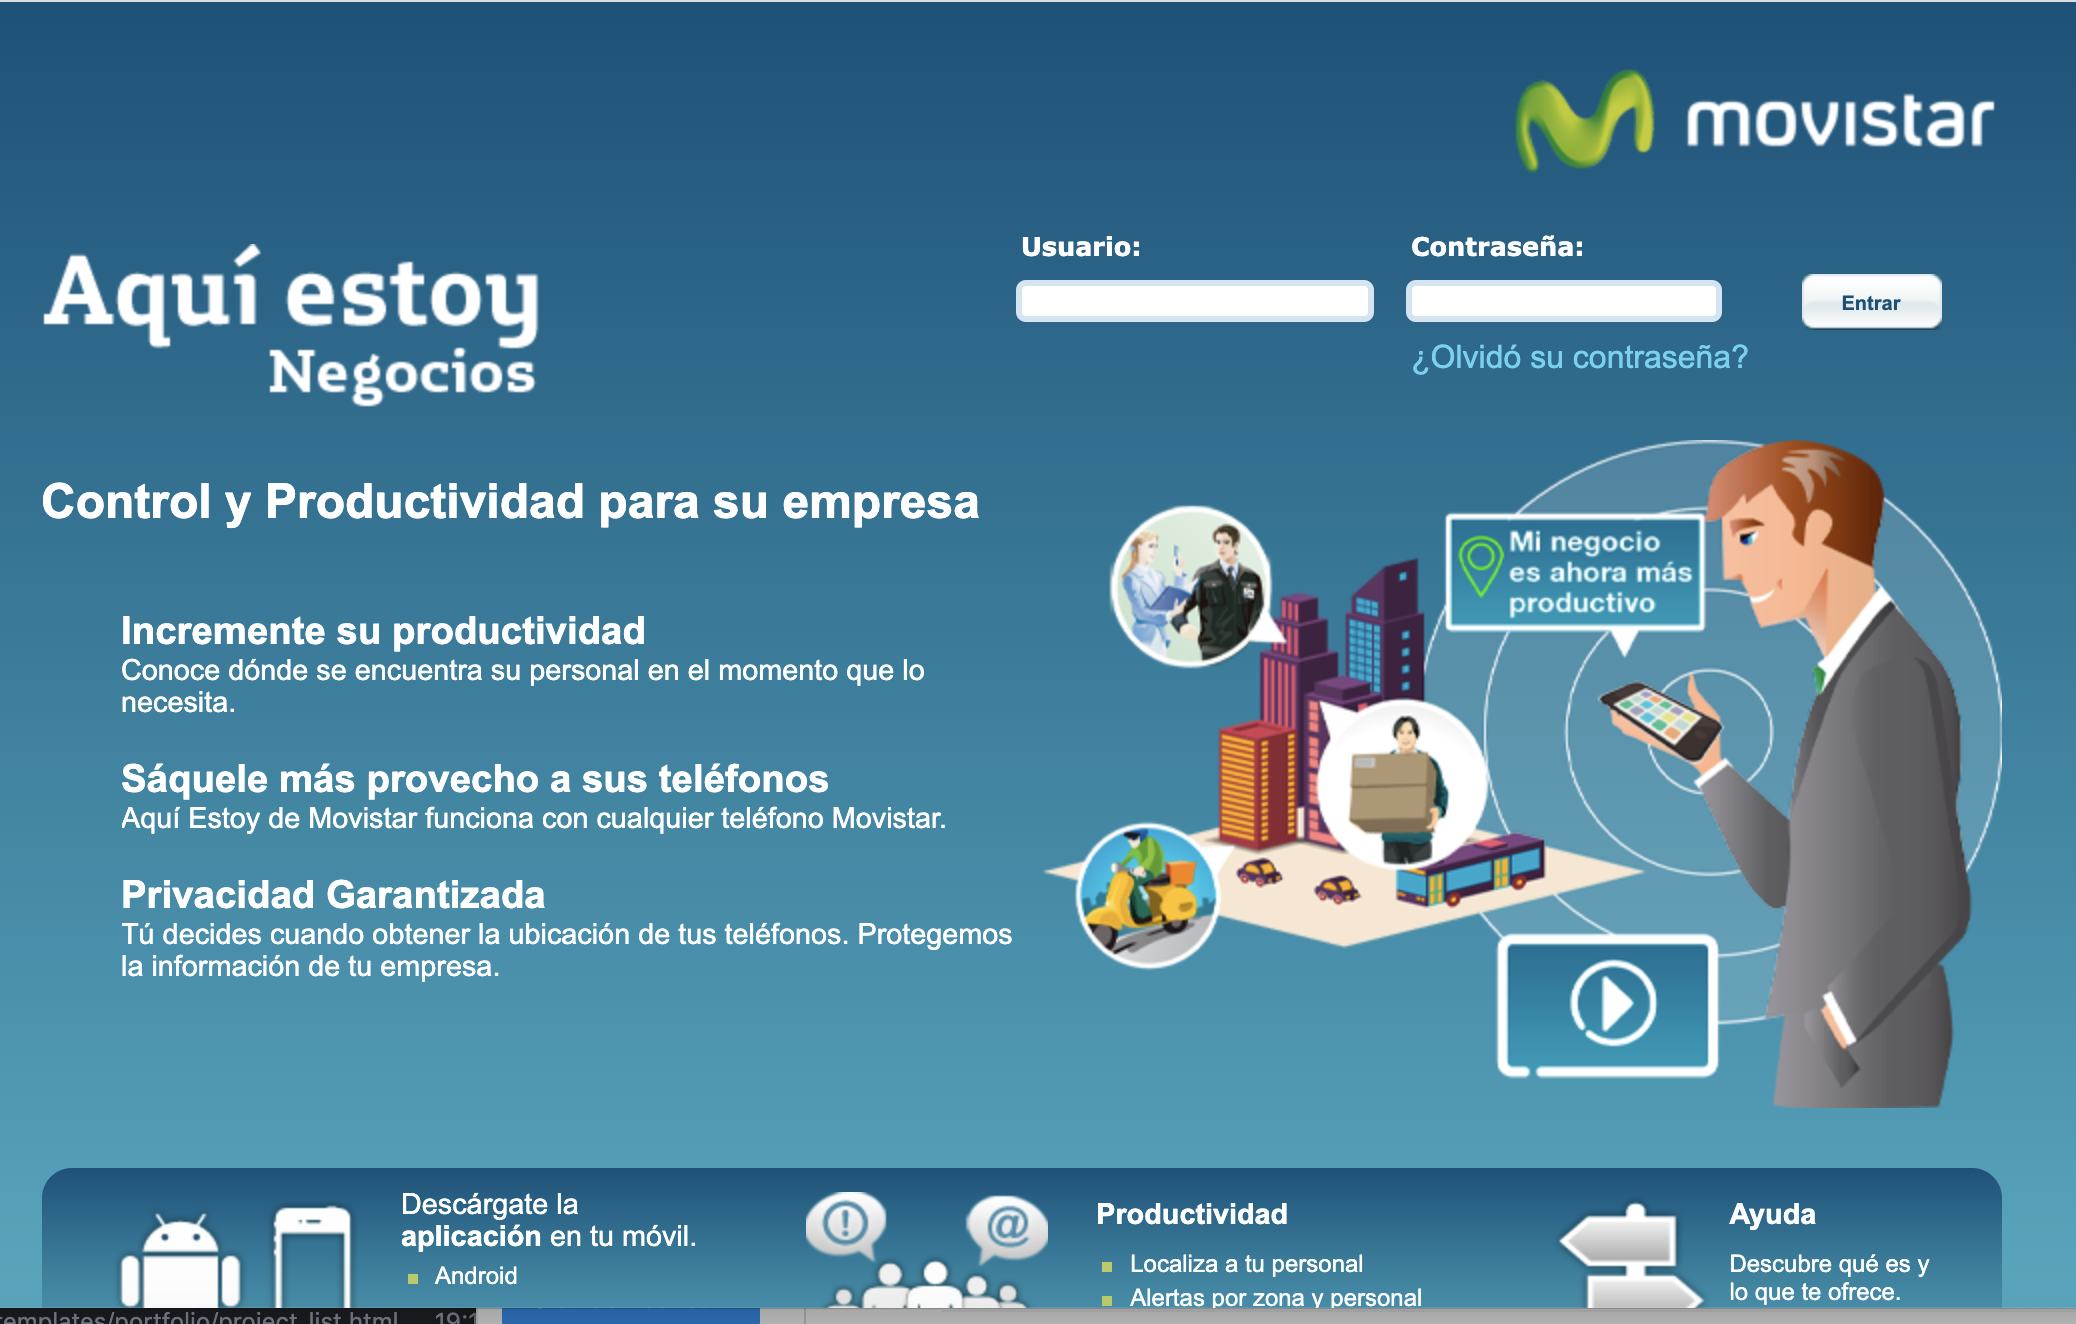 movistar
Usuario:
Contraseña:
Entrar
¿Olvidó su contraseña?
Aquí estoy
Negocios
Control y Productividad para su empresa
Incremente su productividad
Conoce dónde se encuentra su personal en el momento que lo
necesita.
Sáquele más provecho a sus teléfonos
Aquí Estoy de Movistar funciona con cualquier teléfono Movistar.
Privacidad Garantizada
Tú decides cuando obtener la ubicación de tus teléfonos. Protegemos
la información de tu empresa.
Mi negocio
es ahora más
productivo
Descárgate la
aplicación en tu móvil.
Android
Productividad
Localiza a tu personal
Alertas por zona y personal
Ayuda
Descubre qué es y
lo que te ofrece.
templates/portfolio/project_list.html